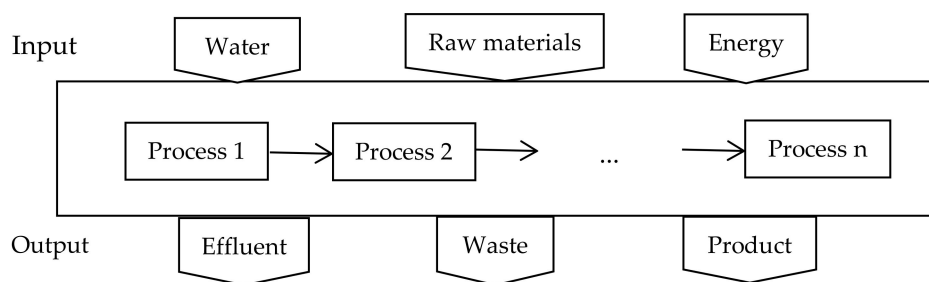 Input
Water
Raw materials
Energy
Process 1
Process 2
...
Process n
Output
Effluent
Waste
Product